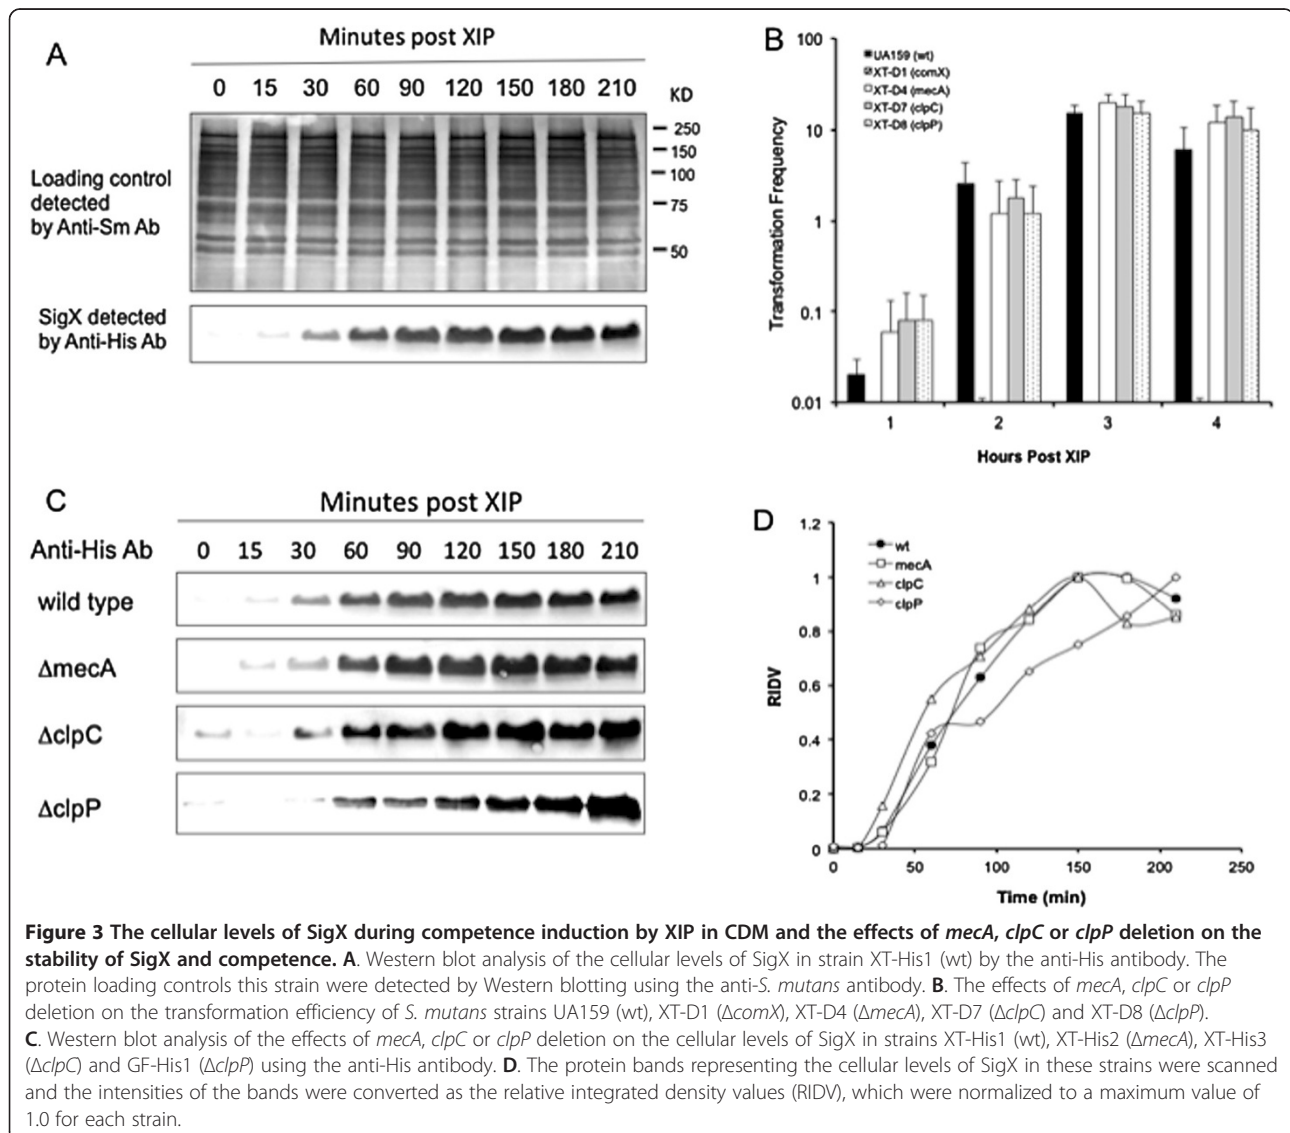 A
Minutes post XIP
0 15 30 60 90 120 150 180 210
KD
250
150
100
75
50
Loading control
detected
by Anti-Sm Ab
SigX detected
by Anti-His Ab
B
100
10
1
0.1
0.01
Transformation Frequency
UA159 (wt)
XT-D1 (comX)
XT-D4 (mecA)
XT-D7 (clpC)
XT-D8 (clpP)
1 2 3 4
Hours Post XIP
C
Minutes post XIP
Anti-His Ab 0 15 30 60 90 120 150 180 210
wild type
ΔmecA
ΔclpC
ΔclpP
D
1.2
1
0.8
0.6
0.4
0.2
0
RIDV
wt
mecA
clpC
clpP
0 50 100 150 200 250
Time (min)
Figure 3 The cellular levels of SigX during competence induction by XIP in CDM and the effects of mecA, clpC or clpP deletion on the
stability of SigX and competence. A. Western blot analysis of the cellular levels of SigX in strain XT-His1 (wt) by the anti-His antibody. The
protein loading controls this strain were detected by Western blotting using the anti-S. mutans antibody. B. The effects of mecA, clpC or clpP
deletion on the transformation efficiency of S. mutans strains UA159 (wt), XT-D1 (ΔcomX), XT-D4 (ΔmecA), XT-D7 (ΔclpC) and XT-D8 (ΔclpP).
C. Western blot analysis of the effects of mecA, clpC or clpP deletion on the cellular levels of SigX in strains XT-His1 (wt), XT-His2 (ΔmecA), XT-His3
(ΔclpC) and GF-His1 (ΔclpP) using the anti-His antibody. D. The protein bands representing the cellular levels of SigX in these strains were scanned
and the intensities of the bands were converted as the relative integrated density values (RIDV), which were normalized to a maximum value of
1.0 for each strain.